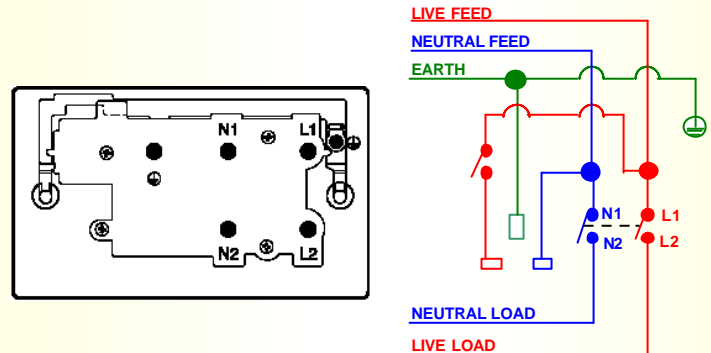 LIVE FEED
NEUTRAL FEED
EARTH
N1 L1
N2 L2
N1 L1
N2 L2
NEUTRAL LOAD
LIVE LOAD